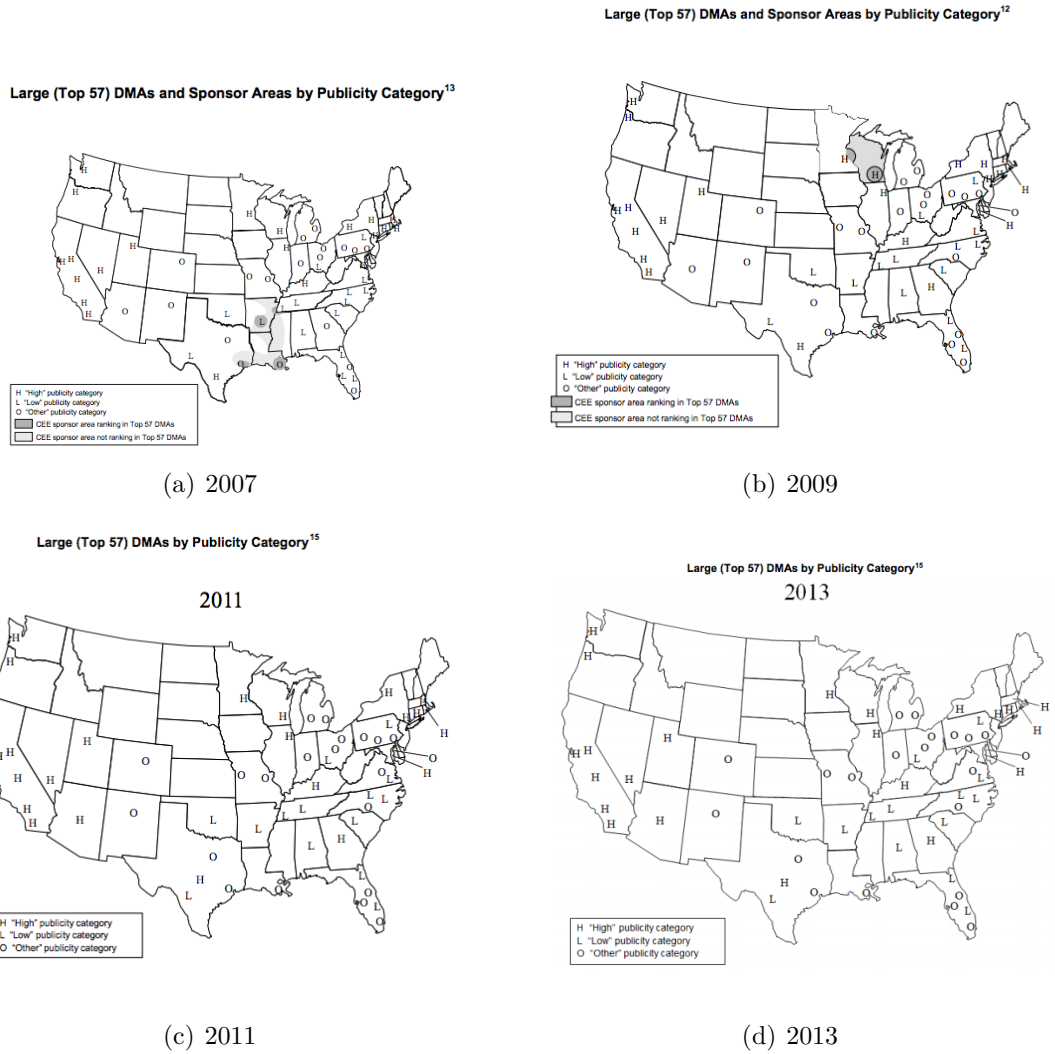 Large (Top 57) DMAs and Sponsor Areas by Publicity Category12
Large (Top 57) DMAs and Sponsor Areas by Publicity Category13
H "High" publicity category
L "Low" publicity category
O "Other" publicity category
CEE sponsor area ranking in Top 57 DMAs
CEE sponsor area not ranking in Top 57 DMAs
H "High" publicity category
L "Low" publicity category
O "Other" publicity category
CEE sponsor area ranking in Top 57 DMAs
CEE sponsor area not ranking in Top 57 DMAs
(a) 2007
(b) 2009
Large (Top 57) DMAs by Publicity Category15
2011
Large (Top 57) DMAs by Publicity Category15
2013
H "High" publicity category
L "Low" publicity category
O "Other" publicity category
H "High" publicity category
L "Low" publicity category
O "Other" publicity category
(c) 2011
(d) 2013